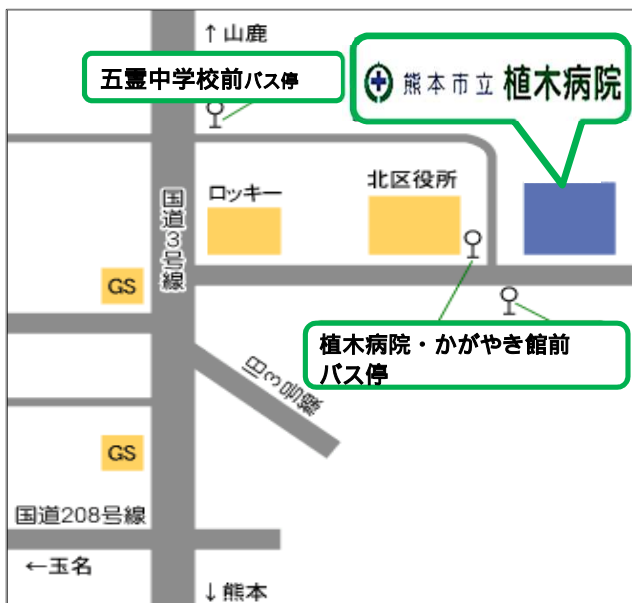 ↑山鹿
五霊中学校前バス停
熊本市立 植木病院
ロッキー
北区役所
国道3号線
GS
植木病院・かがやき館前
バス停
旧3号線
GS
国道208号線
←玉名
↓熊本